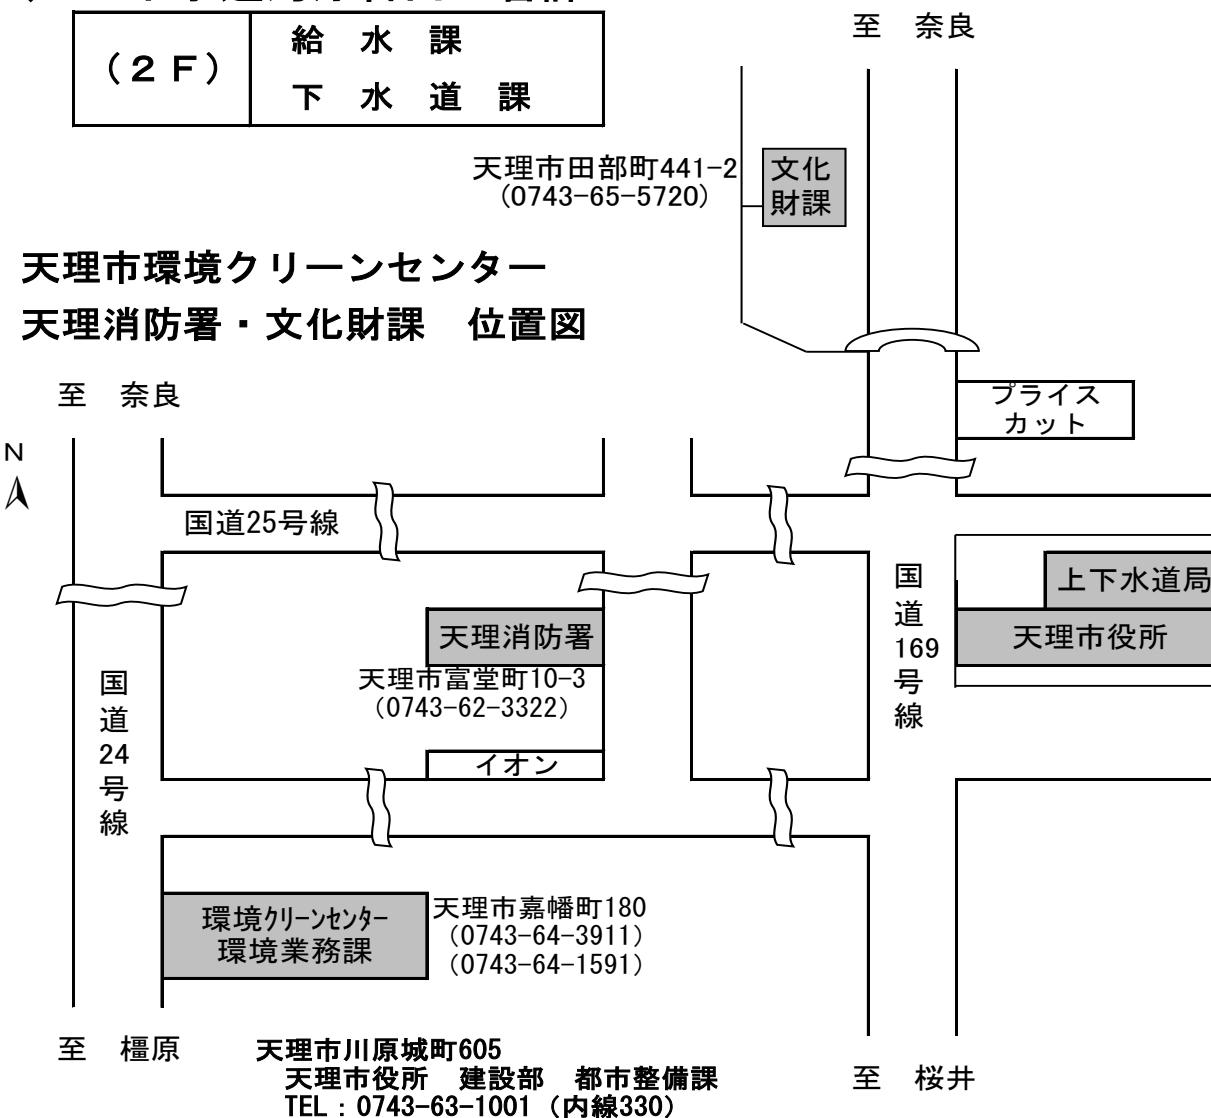 (2F)
給水課
下水道課
至 奈良
天理市田部町441-2
(0743-65-5720)
文化
財課
天理市環境クリーンセンター
天理消防署・文化財課 位置図
至 奈良
プライス
カット
N
国道25号線
国道169号線
上下水道局
天理市役所
天理消防署
天理市富堂町10-3
(0743-62-3322)
国道24号線
イオン
環境ｸﾘｰﾝｾﾝﾀｰ
環境業務課
天理市嘉幡町180
(0743-64-3911)
(0743-64-1591)
至 橿原
天理市川原城町605
天理市役所 建設部 都市整備課
TEL：0743-63-1001（内線330）
至 桜井